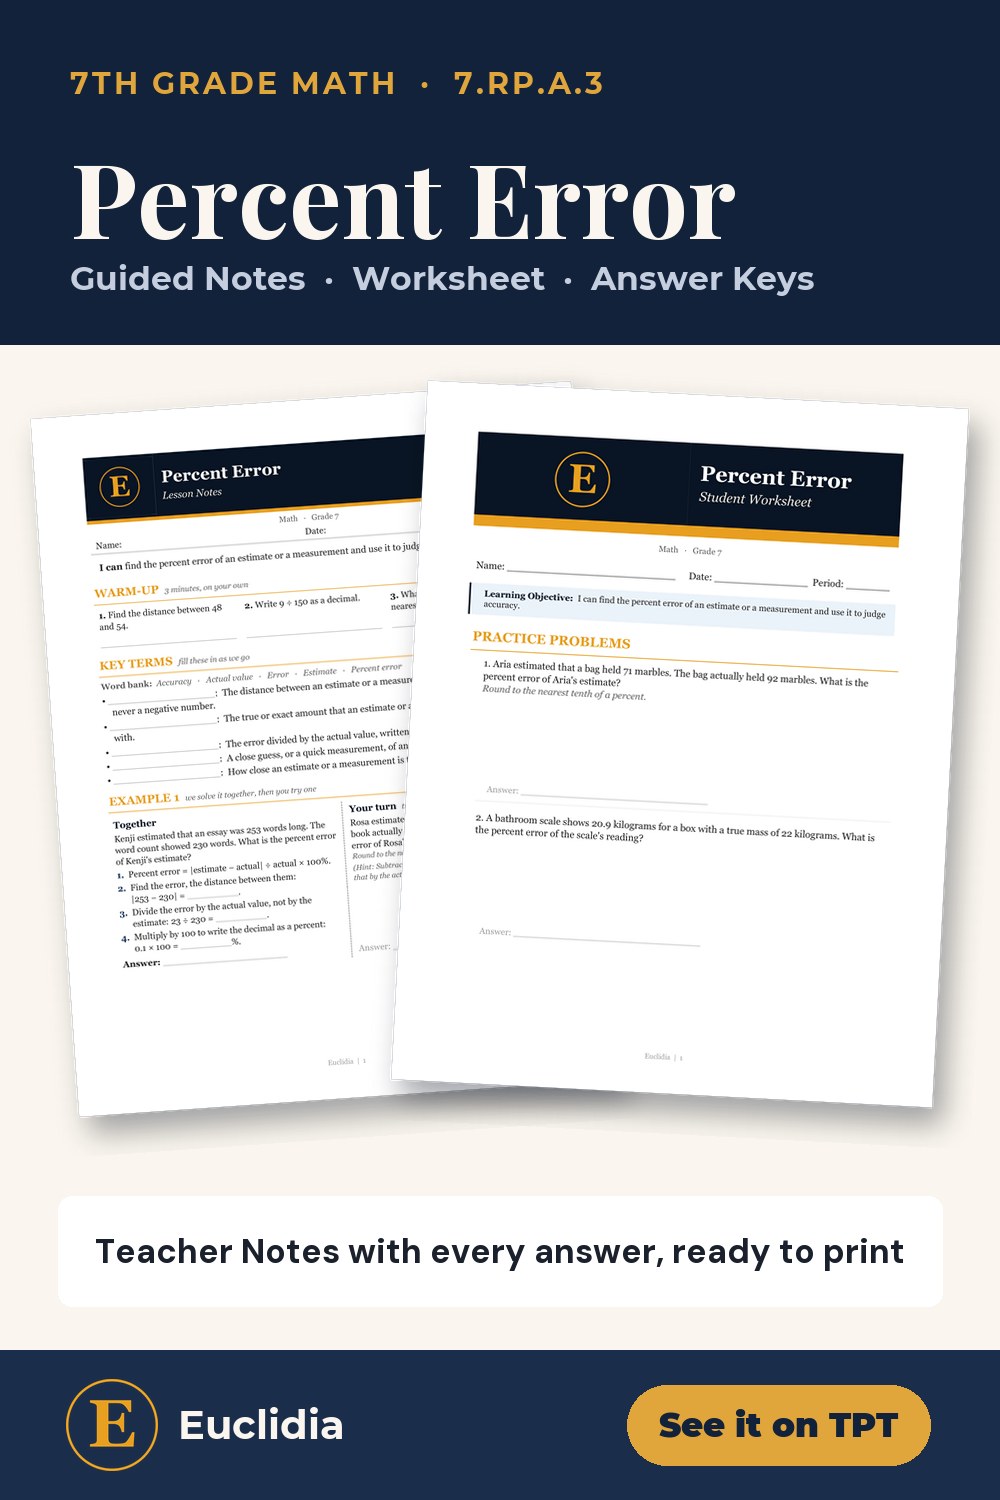 7TH GRADE MATH · 7.RP.A.3
Percent Error
Guided Notes · Worksheet · Answer Keys
E
Percent Error
Lesson Notes
Math · Grade 7
Name:
Date:
I can find the percent error of an estimate or a measurement and use it to judg
WARM-UP 3 minutes, on your own
1. Find the distance between 48
and 54.
2. Write 9 ÷ 150 as a decimal.
3.
nearest
KEY TERMS fill these in as we go
Word bank: Accuracy · Actual value · Error · Estimate · Percent error
• ____: The distance between an estimate or a measure
never a negative number.
• ____: The true or exact amount that an estimate or a
with.
• ____: The error divided by the actual value, written
• ____: A close guess, or a quick measurement, of an
• ____: How close an estimate or a measurement is
EXAMPLE 1 we solve it together, then you try one
Together
Kenji estimated that an essay was 253 words long. The
word count showed 230 words. What is the percent error
of Kenji's estimate?
1. Percent error = |estimate − actual| ÷ actual × 100%.
2. Find the error, the distance between them:
|253 − 230| = ____.
3. Divide the error by the actual value, not by the
estimate: 23 ÷ 230 = ____.
4. Multiply by 100 to write the decimal as a percent:
0.1 × 100 = ____%.
Answer:
Your turn
Rosa estimate
book actually
error of Rosa'
Round to the
(Hint: Subtrac
that by the act
Answer:
Euclidia | 1
E
Percent Error
Student Worksheet
Math · Grade 7
Name: ____ Date: ____ Period: ____
Learning Objective: I can find the percent error of an estimate or a measurement and use it to judge
accuracy.
PRACTICE PROBLEMS
1. Aria estimated that a bag held 71 marbles. The bag actually held 92 marbles. What is the
percent error of Aria's estimate?
Round to the nearest tenth of a percent.
Answer:
2. A bathroom scale shows 20.9 kilograms for a box with a true mass of 22 kilograms. What is
the percent error of the scale's reading?
Answer:
Euclidia | 1
Teacher Notes with every answer, ready to print
E
Euclidia
See it on TPT